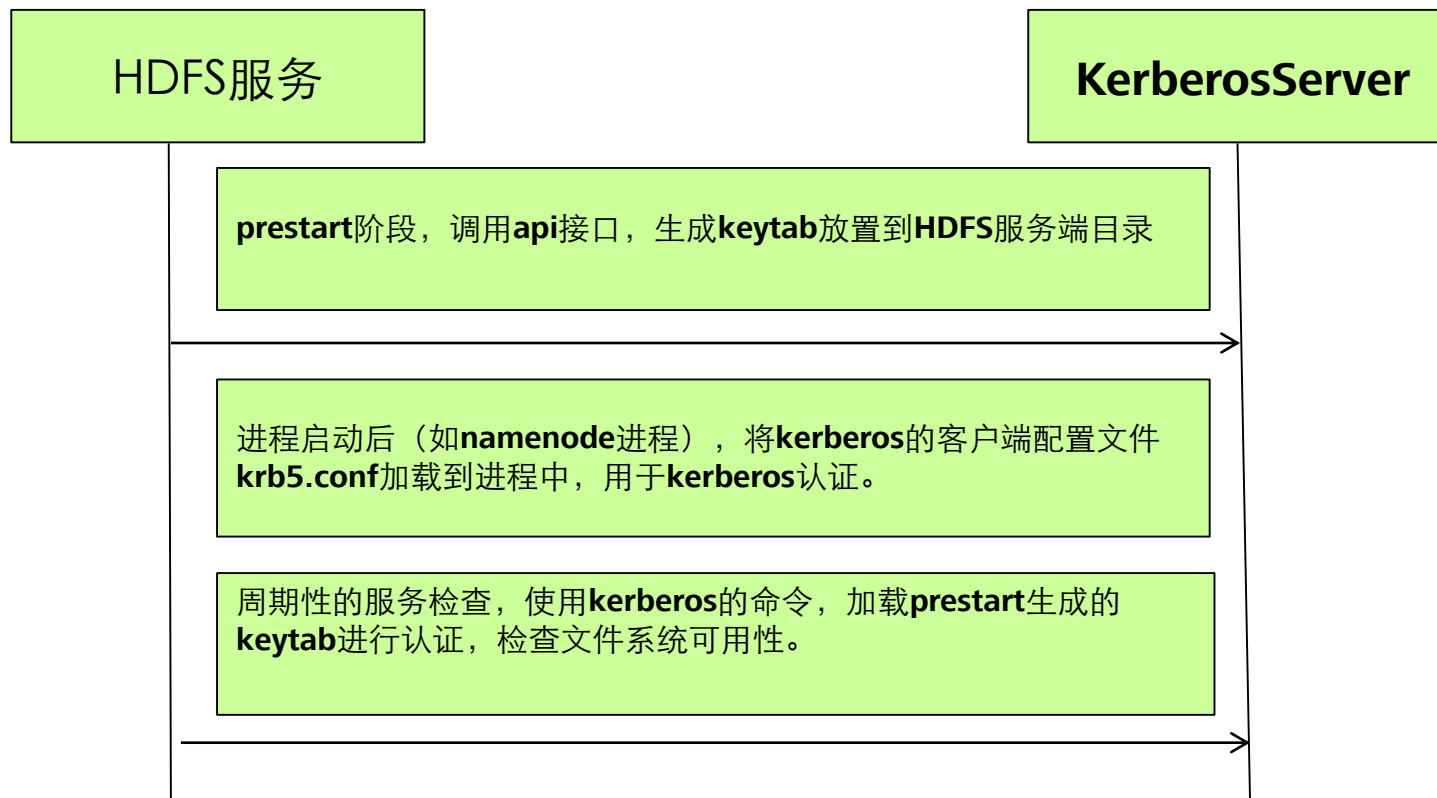 HDFS服务
KerberosServer
prestart阶段，调用api接口，生成keytab放置到HDFS服务端目录
进程启动后（如namenode进程），将kerberos的客户端配置文件
krb5.conf加载到进程中，用于kerberos认证。
周期性的服务检查，使用kerberos的命令，加载prestart生成的
keytab进行认证，检查文件系统可用性。